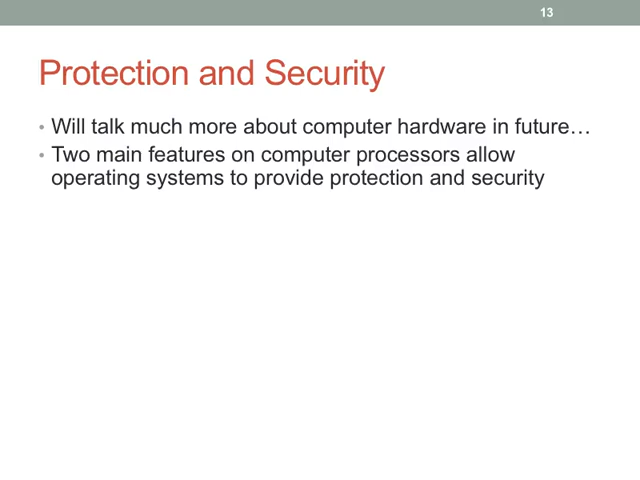 13
Protection and Security
• Will talk much more about computer hardware in future…
• Two main features on computer processors allow
operating systems to provide protection and security